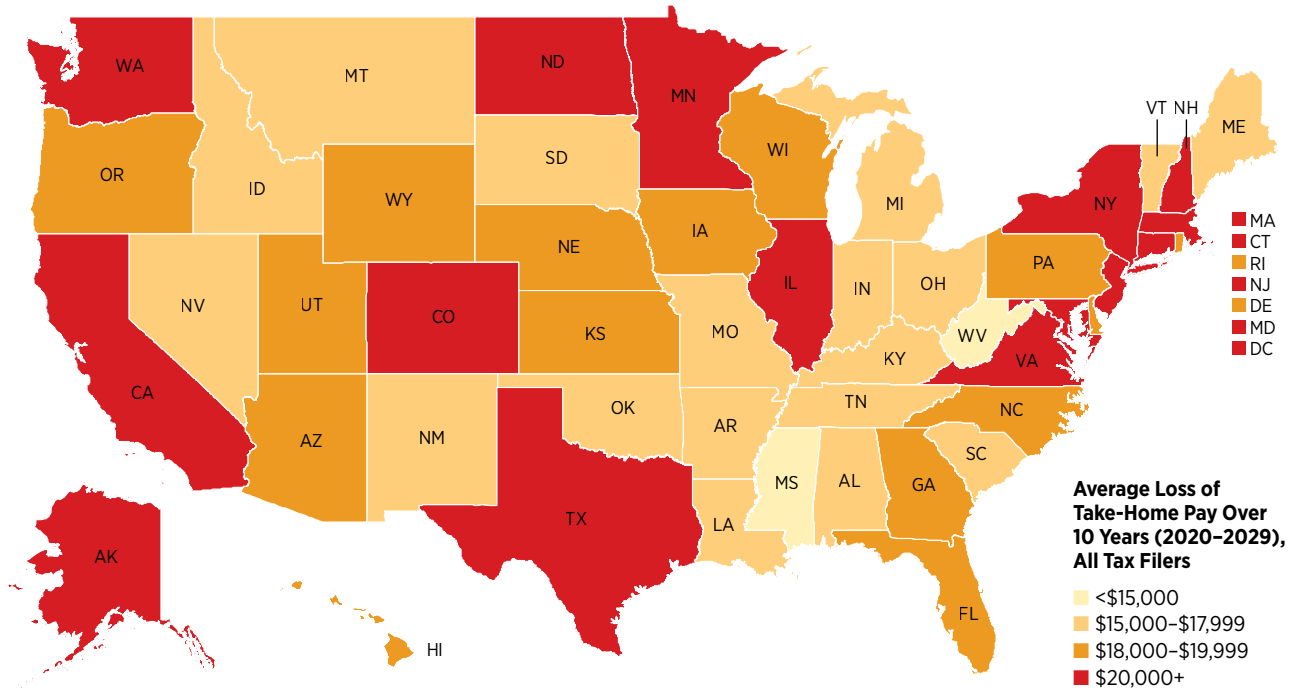 WA
MT
ND
MN
VT NH
ME
OR
ID
SD
WI
WY
MI
NY
MA
CT
RI
NJ
DE
MD
DC
NE
IA
PA
NV
UT
CO
IL
IN
OH
KS
MO
WV
KY
VA
CA
AZ
NM
OK
AR
TN
NC
SC
MS
AL
GA
TX
LA
AK
FL
HI
Average Loss of
Take-Home Pay Over
10 Years (2020–2029),
All Tax Filers
<$15,000
$15,000–$17,999
$18,000–$19,999
$20,000+